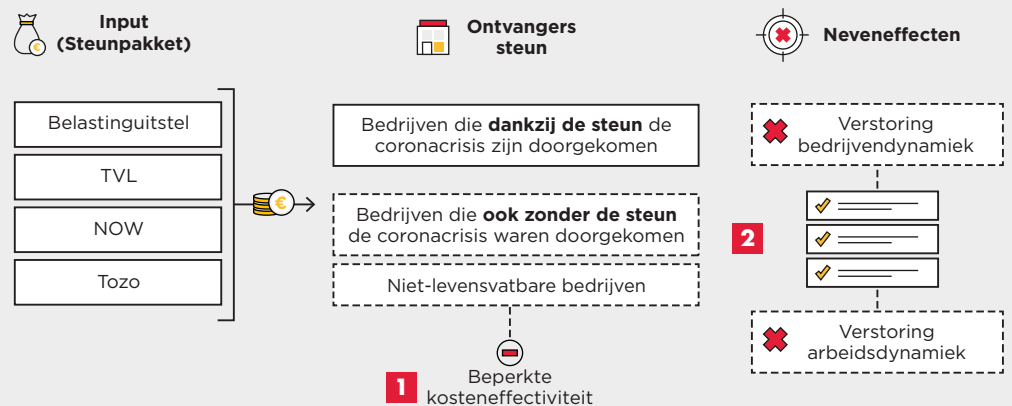 Input
(Steunpakket)
Belastinguitstel
TVL
NOW
Tozo
€
€
Ontvangers
steun
Bedrijven die dankzij de steun de
coronacrisis zijn doorgekomen
Bedrijven die ook zonder de steun
de coronacrisis waren doorgekomen
Niet-levensvatbare bedrijven
1
Beperkte
kosteneffectiviteit
Neveneffecten
Verstoring
bedrijvendynamiek
2
Verstoring
arbeidsdynamiek